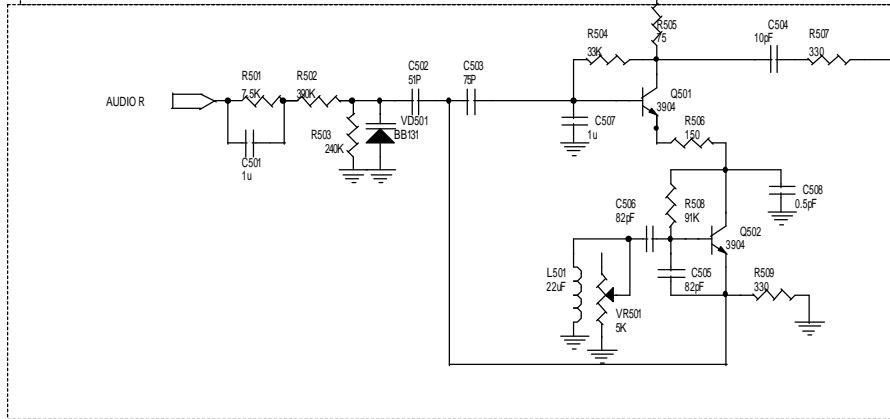 R505
75
R504
33K
C504
10pF
R507
330
C502
51P
C503
75P
R501
7.5K
R502
390K
AUDIO R
Q501
3904
VD501
BB131
R503
240K
C507
1u
R506
150
C501
1u
C506
82pF
R508
91K
C508
0.5pF
Q502
3904
L501
22uF
C505
82pF
R509
330
VR501
5K